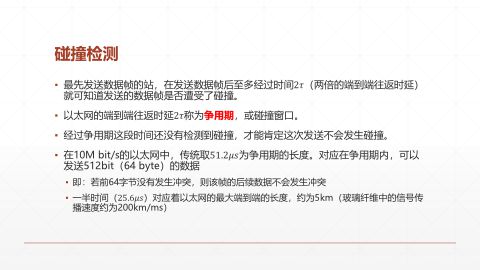 碰撞检测
▪ 最先发送数据帧的站，在发送数据帧后至多经过时间2τ（两倍的端到端往返时延）
就可知道发送的数据帧是否遭受了碰撞。
▪ 以太网的端到端往返时延2τ称为争用期，或碰撞窗口。
▪ 经过争用期这段时间还没有检测到碰撞，才能肯定这次发送不会发生碰撞。
▪ 在10M bit/s的以太网中，传统取51.2μs为争用期的长度。对应在争用期内，可以
发送512bit（64 byte）的数据
▪ 即：若前64字节没有发生冲突，则该帧的后续数据不会发生冲突
▪ 一半时间（25.6μs）对应着以太网的最大端到端的长度，约为5km（玻璃纤维中的信号传
播速度约为200km/ms）